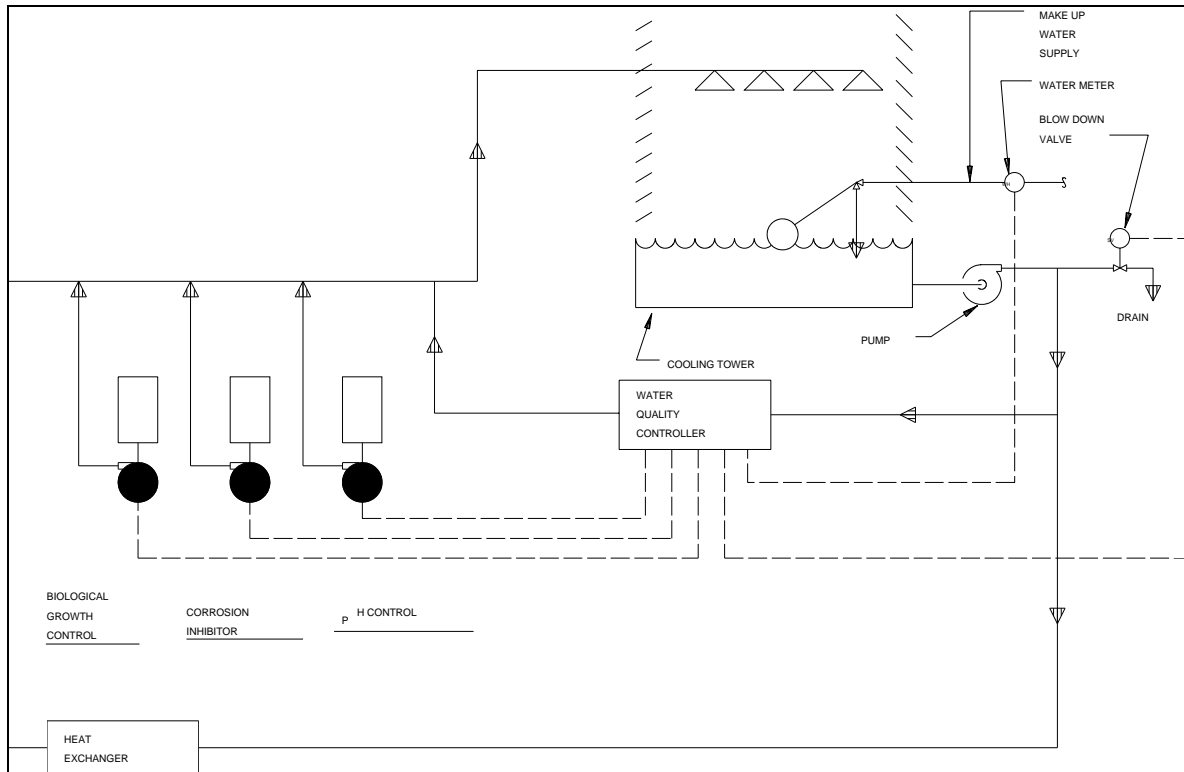 MAKE UP
WATER
SUPPLY
WATER METER
BLOW DOWN
VALVE
DRAIN
PUMP
COOLING TOWER
WATER
QUALITY
CONTROLLER
BIOLOGICAL
GROWTH
CONTROL
CORROSION
INHIBITOR
PH CONTROL
HEAT
EXCHANGER